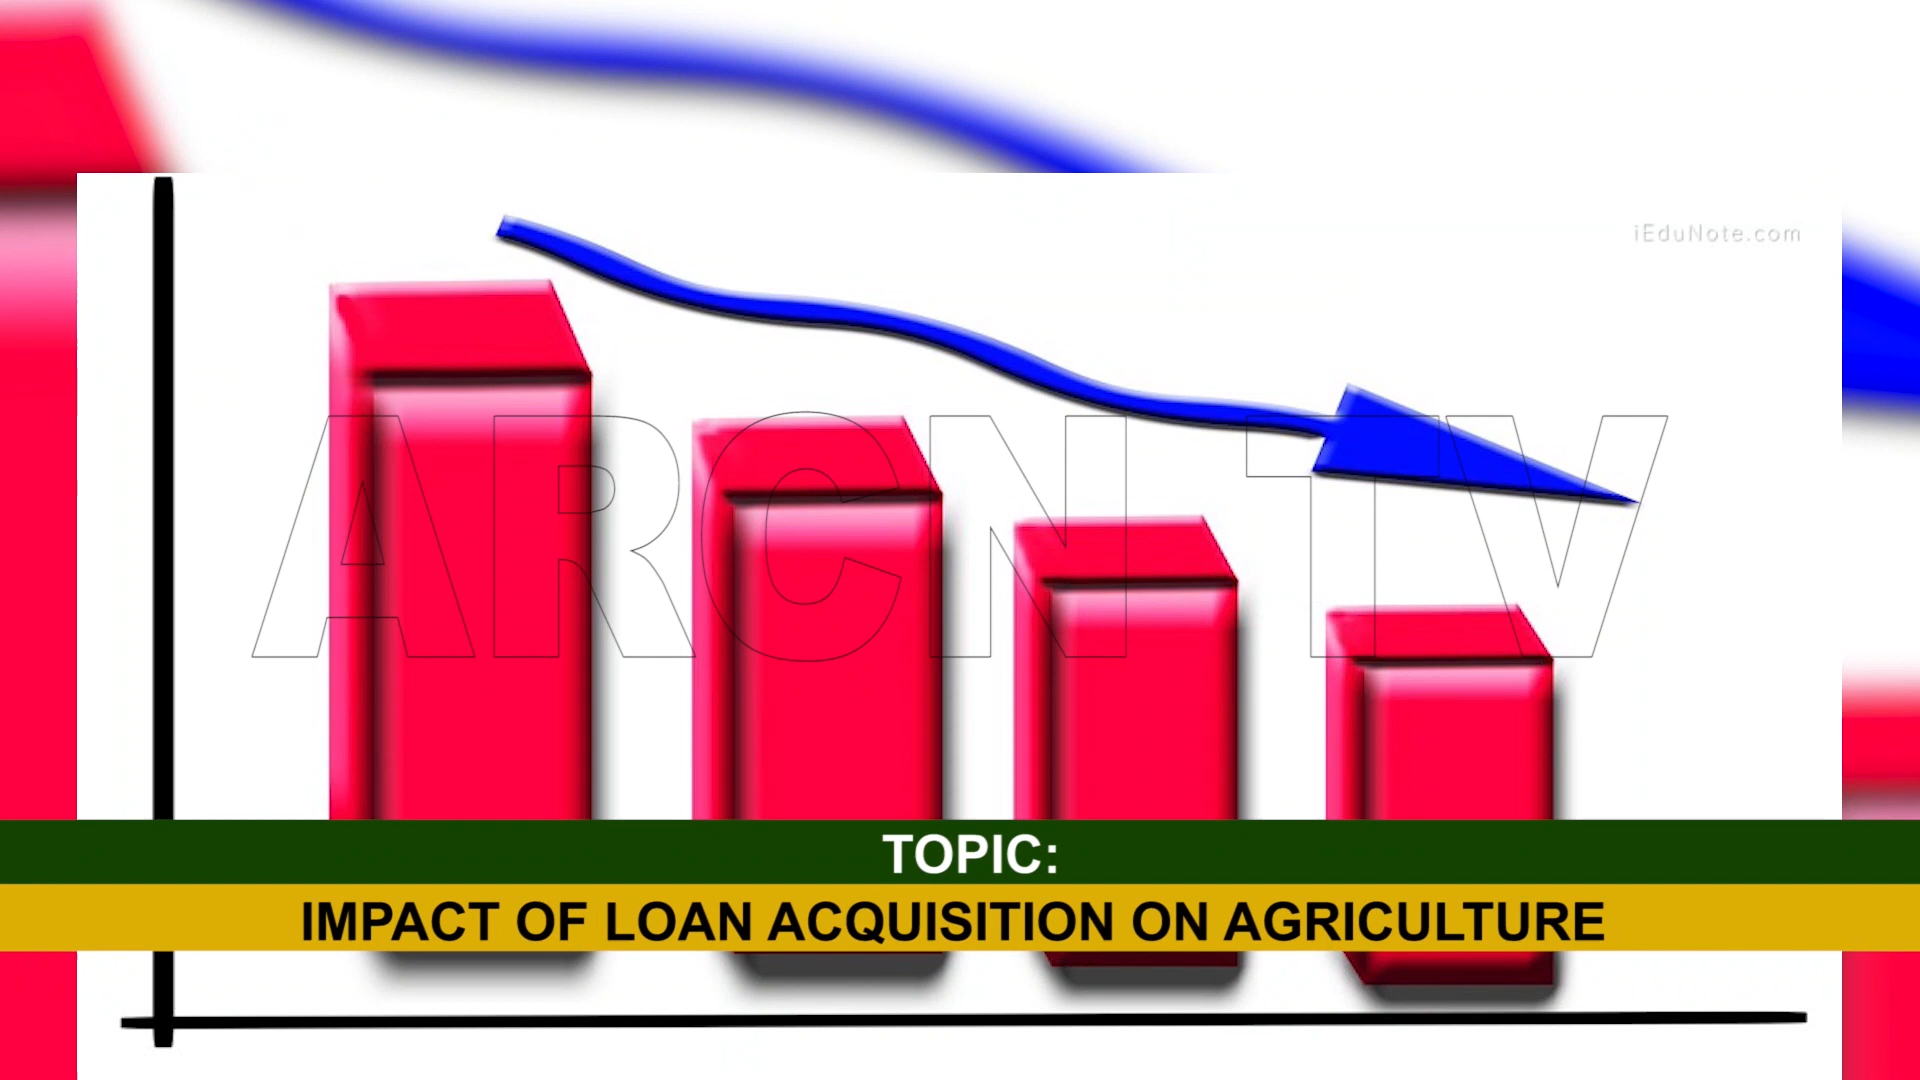 iEduNote.com
ARCN TV
TOPIC:
IMPACT OF LOAN ACQUISITION ON AGRICULTURE